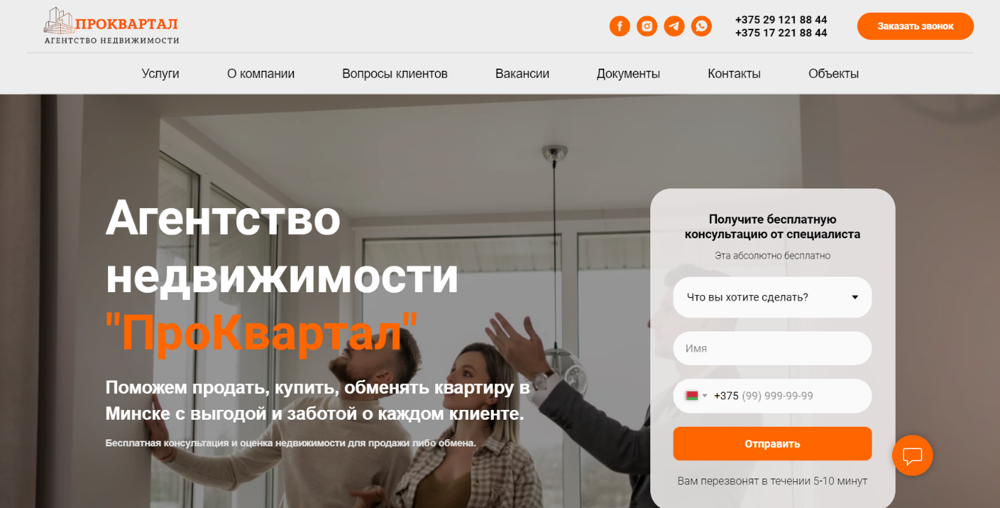 ПРОКВАРТАЛ
АГЕНТСТВО НЕДВИЖИМОСТИ
+375 29 121 88 44
+375 17 221 88 44
Заказать звонок
Услуги
О компании
Вопросы клиентов
Вакансии
Документы
Контакты
Объекты
Агентство
недвижимости
"ПроКвартал"
Поможем продать, купить, обменять квартиру в
Минске с выгодой и заботой о каждом клиенте.
Бесплатная консультация и оценка недвижимости для продажи либо обмена.
Получите бесплатную
консультацию от специалиста
Эта абсолютно бесплатно
Что вы хотите сделать?
Имя
+375 (99) 999-99-99
Отправить
Вам перезвонят в течении 5-10 минут